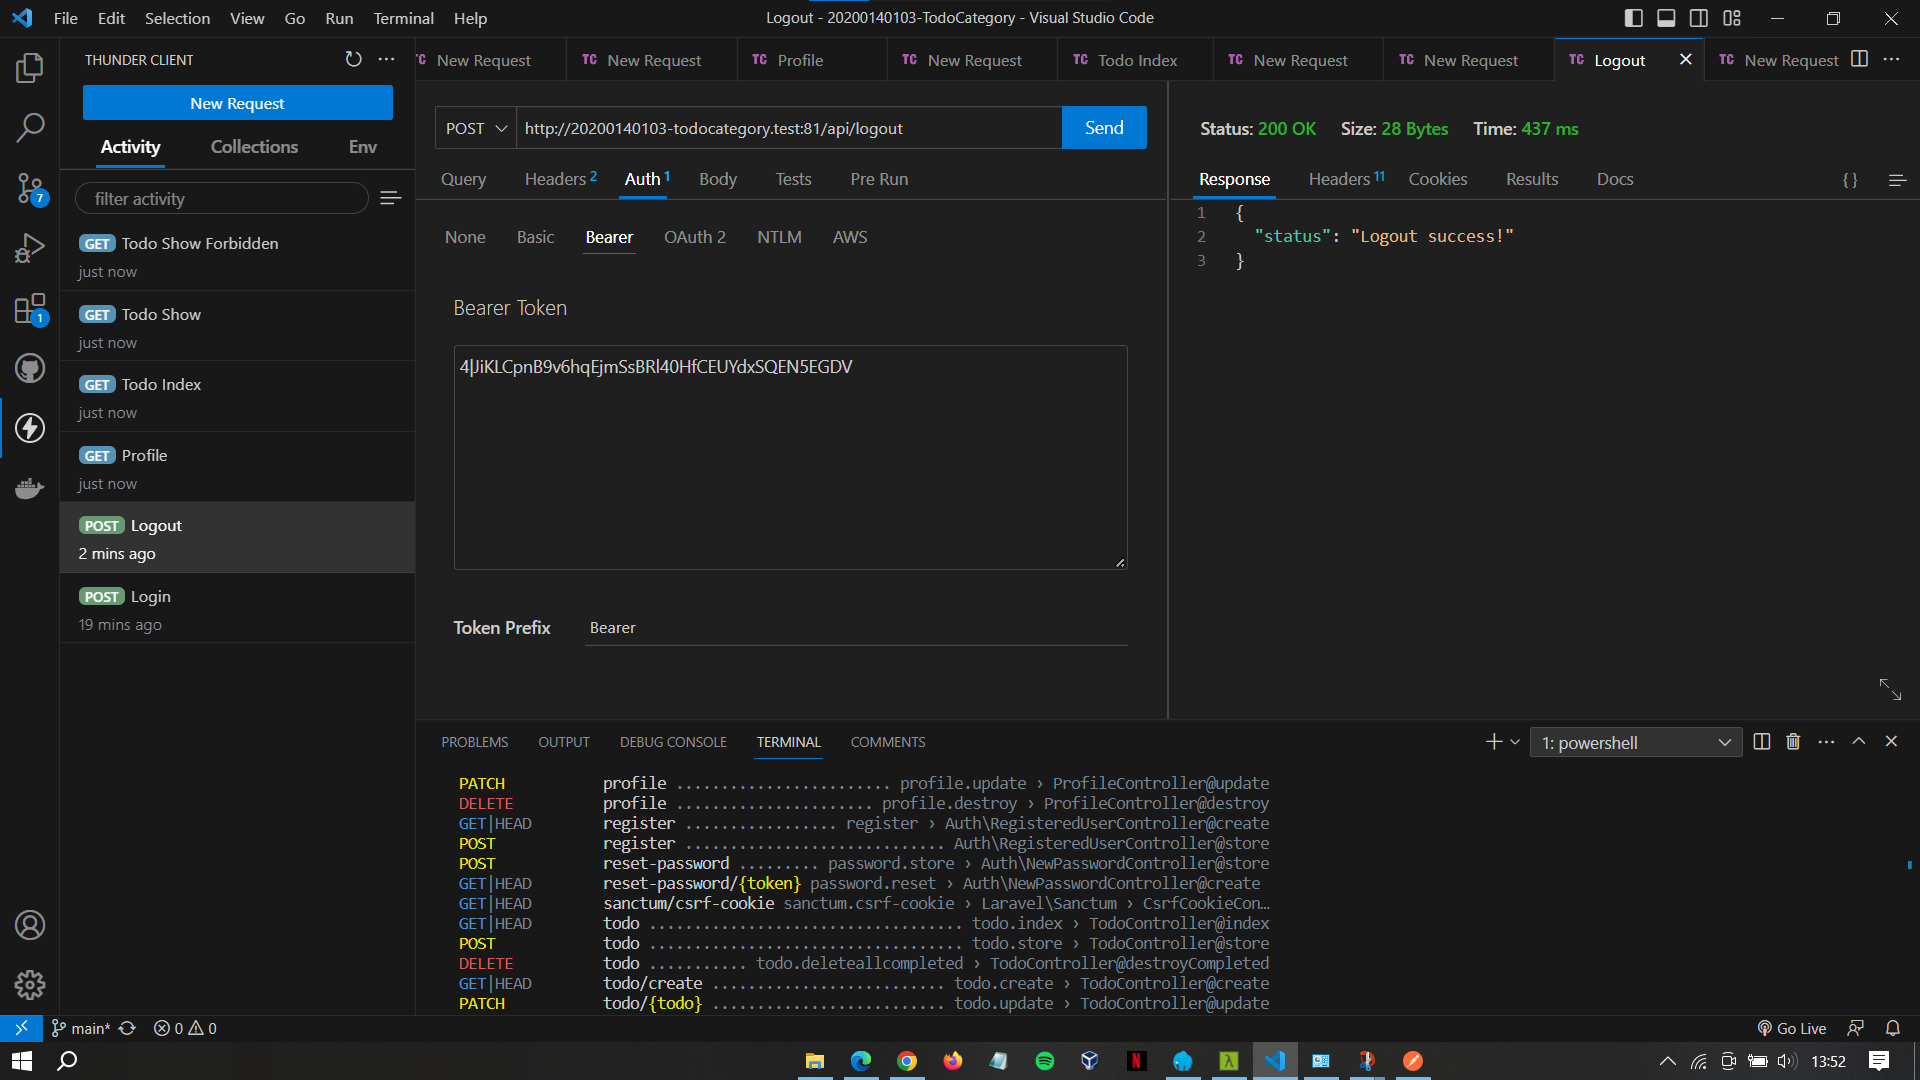 File Edit Selection View Go Run Terminal Help
Logout - 20200140103-TodoCategory - Visual Studio Code
THUNDER CLIENT
New Request
Activity Collections Env
filter activity
GET Todo Show Forbidden
just now
GET Todo Show
just now
GET Todo Index
just now
GET Profile
just now
POST Logout
2 mins ago
POST Login
19 mins ago
7
1
TC New Request TC New Request TC Profile TC New Request TC Todo Index TC New Request TC New Request TC Logout TC New Request
POST http://20200140103-todocategory.test:81/api/logout Send
Query Headers 2 Auth 1 Body Tests Pre Run
None Basic Bearer OAuth 2 NTLM AWS
Bearer Token
Token Prefix Bearer
Status: 200 OK Size: 28 Bytes Time: 437 ms
Response Headers 11 Cookies Results Docs {}
1 {
2 "status": "Logout success!"
3 }
PROBLEMS OUTPUT DEBUG CONSOLE TERMINAL COMMENTS
1: powershell
PATCH profile ........................ profile.update › ProfileController@update
DELETE profile ...................... profile.destroy › ProfileController@destroy
GET|HEAD register ................. register › Auth\RegisteredUserController@create
POST register ............................. Auth\RegisteredUserController@store
POST reset-password ......... password.store › Auth\NewPasswordController@store
GET|HEAD reset-password/{token} password.reset › Auth\NewPasswordController@create
GET|HEAD sanctum/csrf-cookie sanctum.csrf-cookie › Laravel\Sanctum › CsrfCookieCon…
GET|HEAD todo ................................... todo.index › TodoController@index
POST todo ................................... todo.store › TodoController@store
DELETE todo ........... todo.deleteallcompleted › TodoController@destroyCompleted
GET|HEAD todo/create .......................... todo.create › TodoController@create
PATCH todo/{todo} .......................... todo.update › TodoController@update
main* 0 0
Go Live
13:52